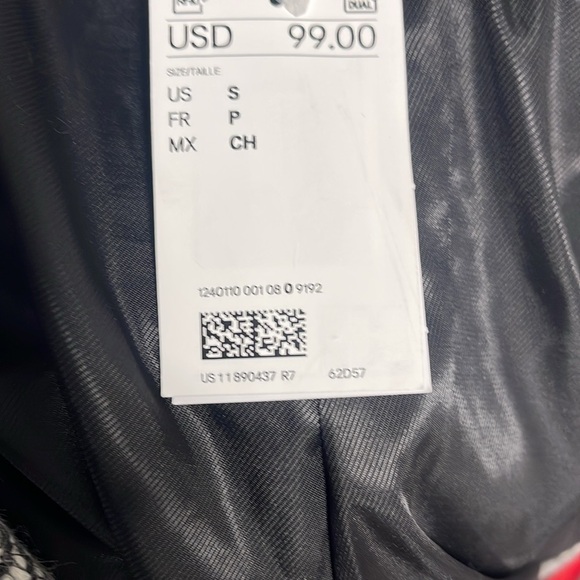 DUAL
USD 99.00
SIZE/TAILLE
US S
FR P
MX CH
1240110 001 08 0 9192
US 11 890437 R7 62D57